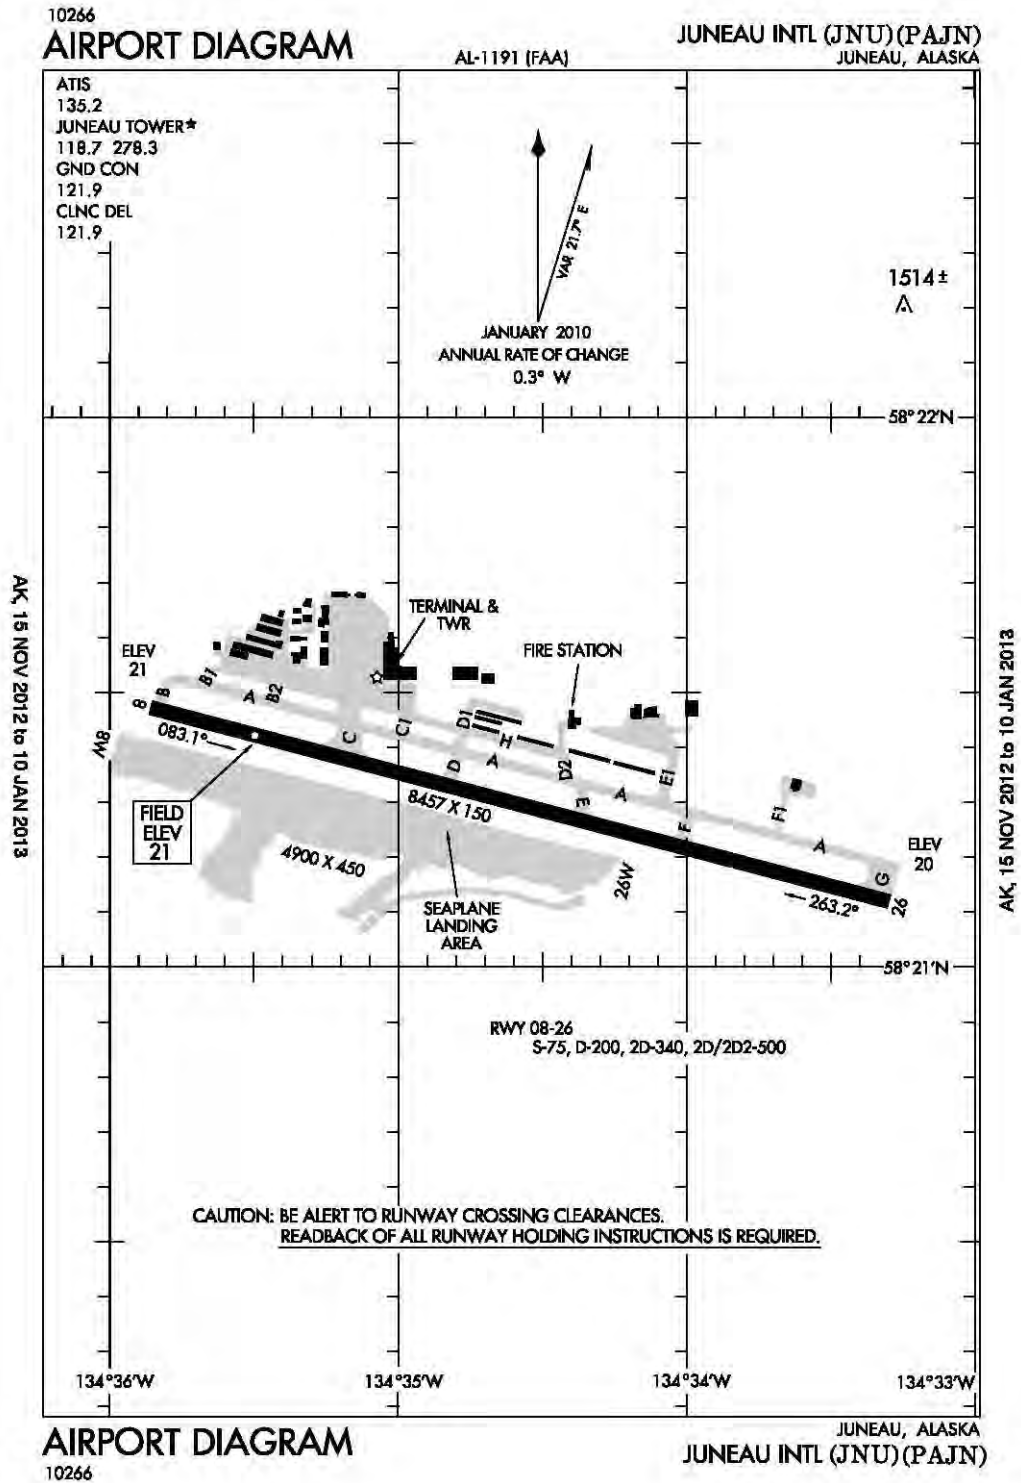 10266
AIRPORT DIAGRAM
AL-1191 (FAA)
JUNEAU INTL (JNU)(PAJN)
JUNEAU, ALASKA
ATIS
135.2
JUNEAU TOWER★
118.7 278.3
GND CON
121.9
CLNC DEL
121.9
VAR 21.7° E
JANUARY 2010
ANNUAL RATE OF CHANGE
0.3° W
1514±
58°22'N
AK, 15 NOV 2012 to 10 JAN 2013
AK, 15 NOV 2012 to 10 JAN 2013
TERMINAL &
TWR
FIRE STATION
ELEV
21
8
B
B1
A
B2
C
C1
D1
D
H
A
D2
E
A
E1
F
F1
A
G
26
ELEV
20
8W
083.1°
8457 X 150
263.2°
FIELD
ELEV
21
4900 X 450
26W
SEAPLANE
LANDING
AREA
58°21'N
RWY 08-26
S-75, D-200, 2D-340, 2D/2D2-500
CAUTION: BE ALERT TO RUNWAY CROSSING CLEARANCES.
READBACK OF ALL RUNWAY HOLDING INSTRUCTIONS IS REQUIRED.
134°36'W
134°35'W
134°34'W
134°33'W
AIRPORT DIAGRAM
10266
JUNEAU, ALASKA
JUNEAU INTL (JNU)(PAJN)